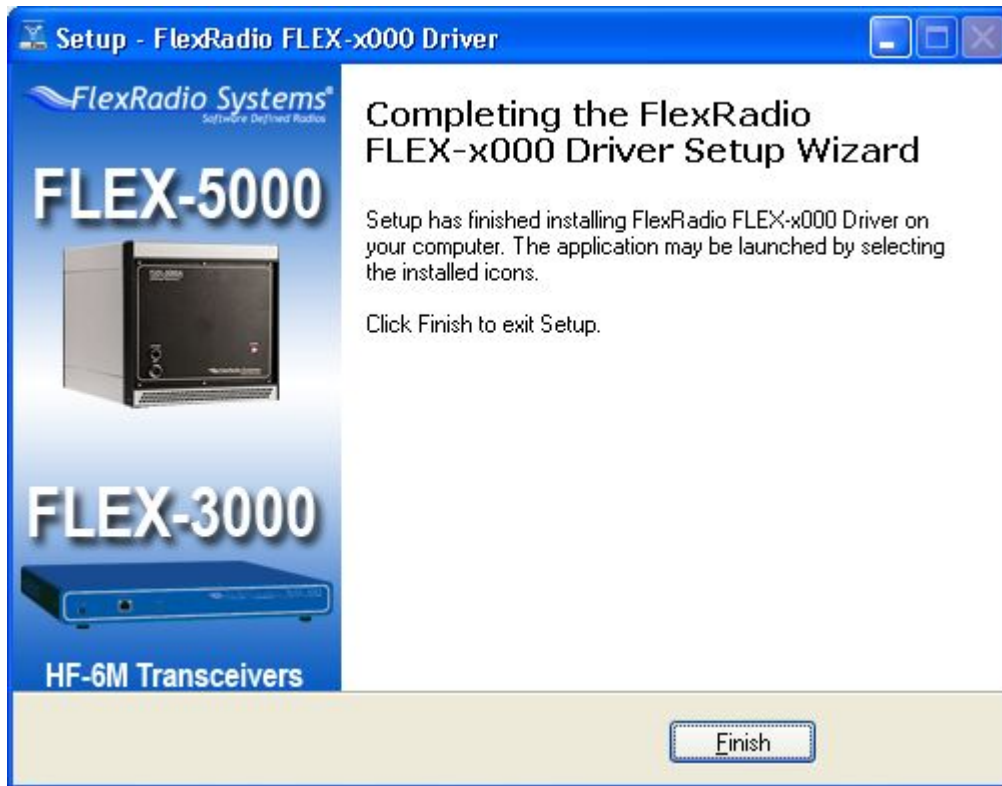 Setup - FlexRadio FLEX-x000 Driver
FlexRadio Systems®
Software Defined Radios
FLEX-5000
FLEX-3000
HF-6M Transceivers
Completing the FlexRadio
FLEX-x000 Driver Setup Wizard
Setup has finished installing FlexRadio FLEX-x000 Driver on
your computer. The application may be launched by selecting
the installed icons.
Click Finish to exit Setup.
Finish